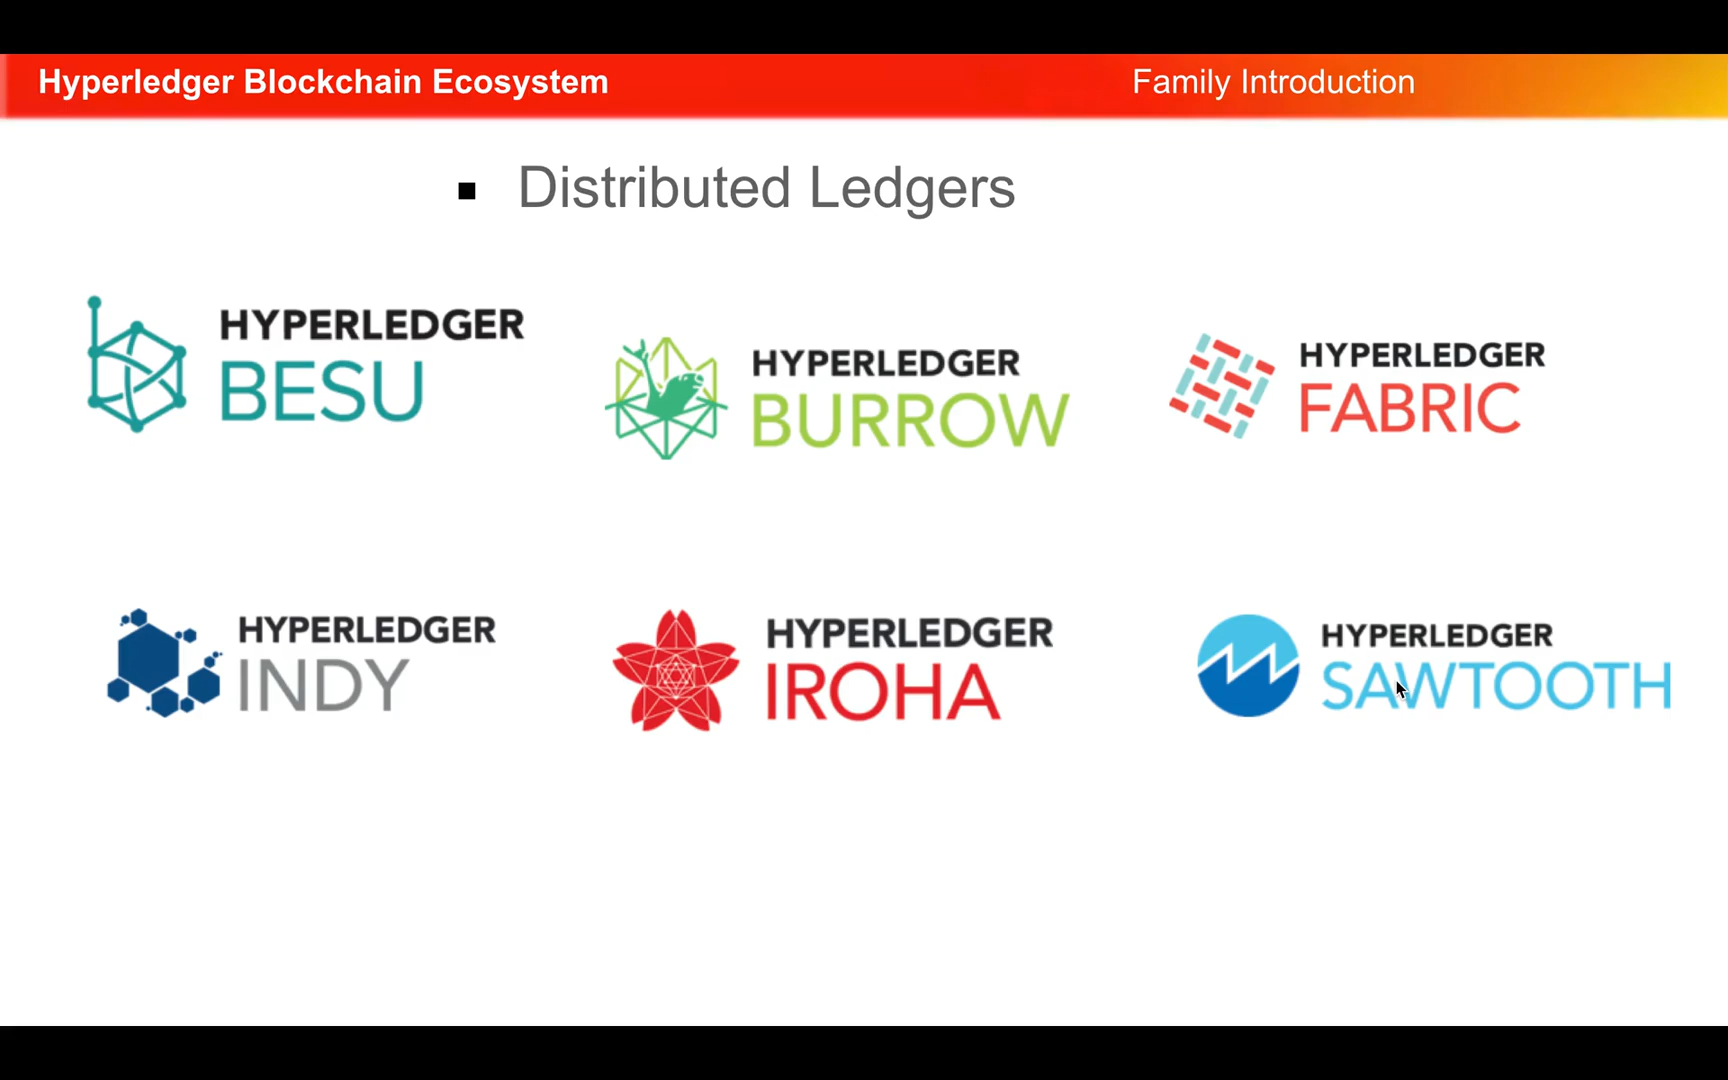 Hyperledger Blockchain Ecosystem
Family Introduction
Distributed Ledgers
HYPERLEDGER
BESU
HYPERLEDGER
BURROW
HYPERLEDGER
FABRIC
HYPERLEDGER
INDY
HYPERLEDGER
IROHA
HYPERLEDGER
SAWTOOTH